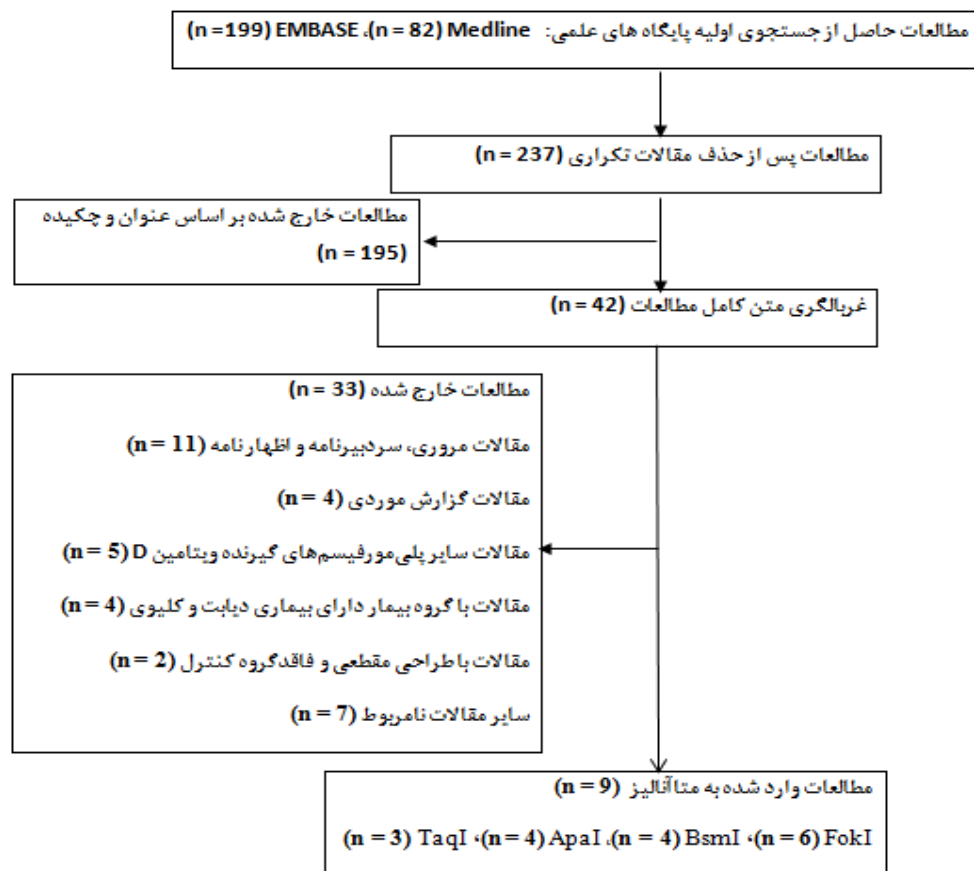 مطالعات حاصل از جستجوی اولیه پایگاه های علمی: Medline (n = 82)، EMBASE (n =199)
مطالعات پس از حذف مقالات تکراری (n = 237)
مطالعات خارج شده بر اساس عنوان و چکیده
(n = 195)
غربالگری متن کامل مطالعات (n = 42)
مطالعات خارج شده (n = 33)
مقالات مروری، سردبیرنامه و اظهارنامه (n = 11)
مقالات گزارش موردی (n = 4)
مقالات سایر پلی‌مورفیسم‌های گیرنده ویتامین D (n = 5)
مقالات با گروه بیمار دارای بیماری دیابت و کلیوی (n = 4)
مقالات با طراحی مقطعی و فاقد گروه کنترل (n = 2)
سایر مقالات نامربوط (n = 7)
مطالعات وارد شده به متاآنالیز (n = 9)
FokI (n = 6)، BsmI (n = 4)، ApaI (n = 4)، TaqI (n = 3)